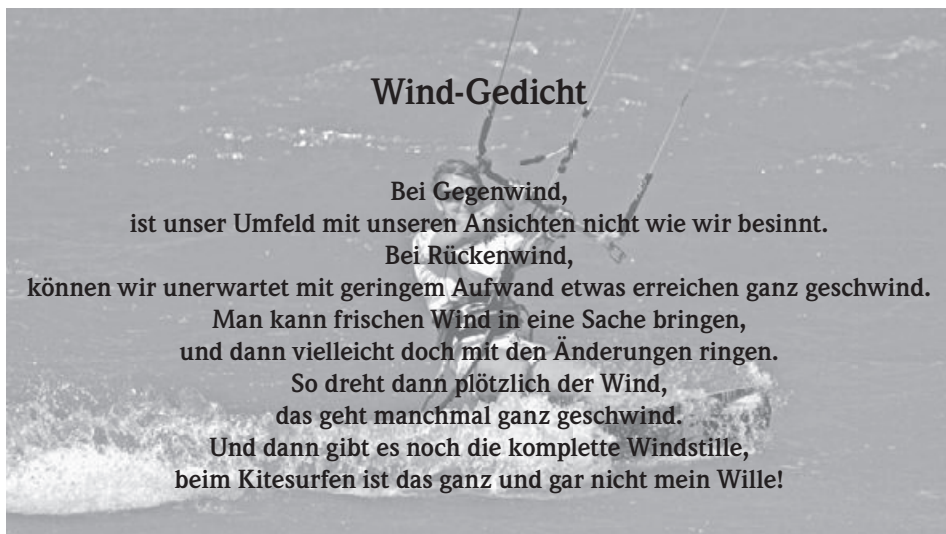 Wind-Gedicht
Bei Gegenwind,
ist unser Umfeld mit unseren Ansichten nicht wie wir besinnt.
Bei Rückenwind,
können wir unerwartet mit geringem Aufwand etwas erreichen ganz geschwind.
Man kann frischen Wind in eine Sache bringen,
und dann vielleicht doch mit den Änderungen ringen.
So dreht dann plötzlich der Wind,
das geht manchmal ganz geschwind.
Und dann gibt es noch die komplette Windstille,
beim Kitesurfen ist das ganz und gar nicht mein Wille!